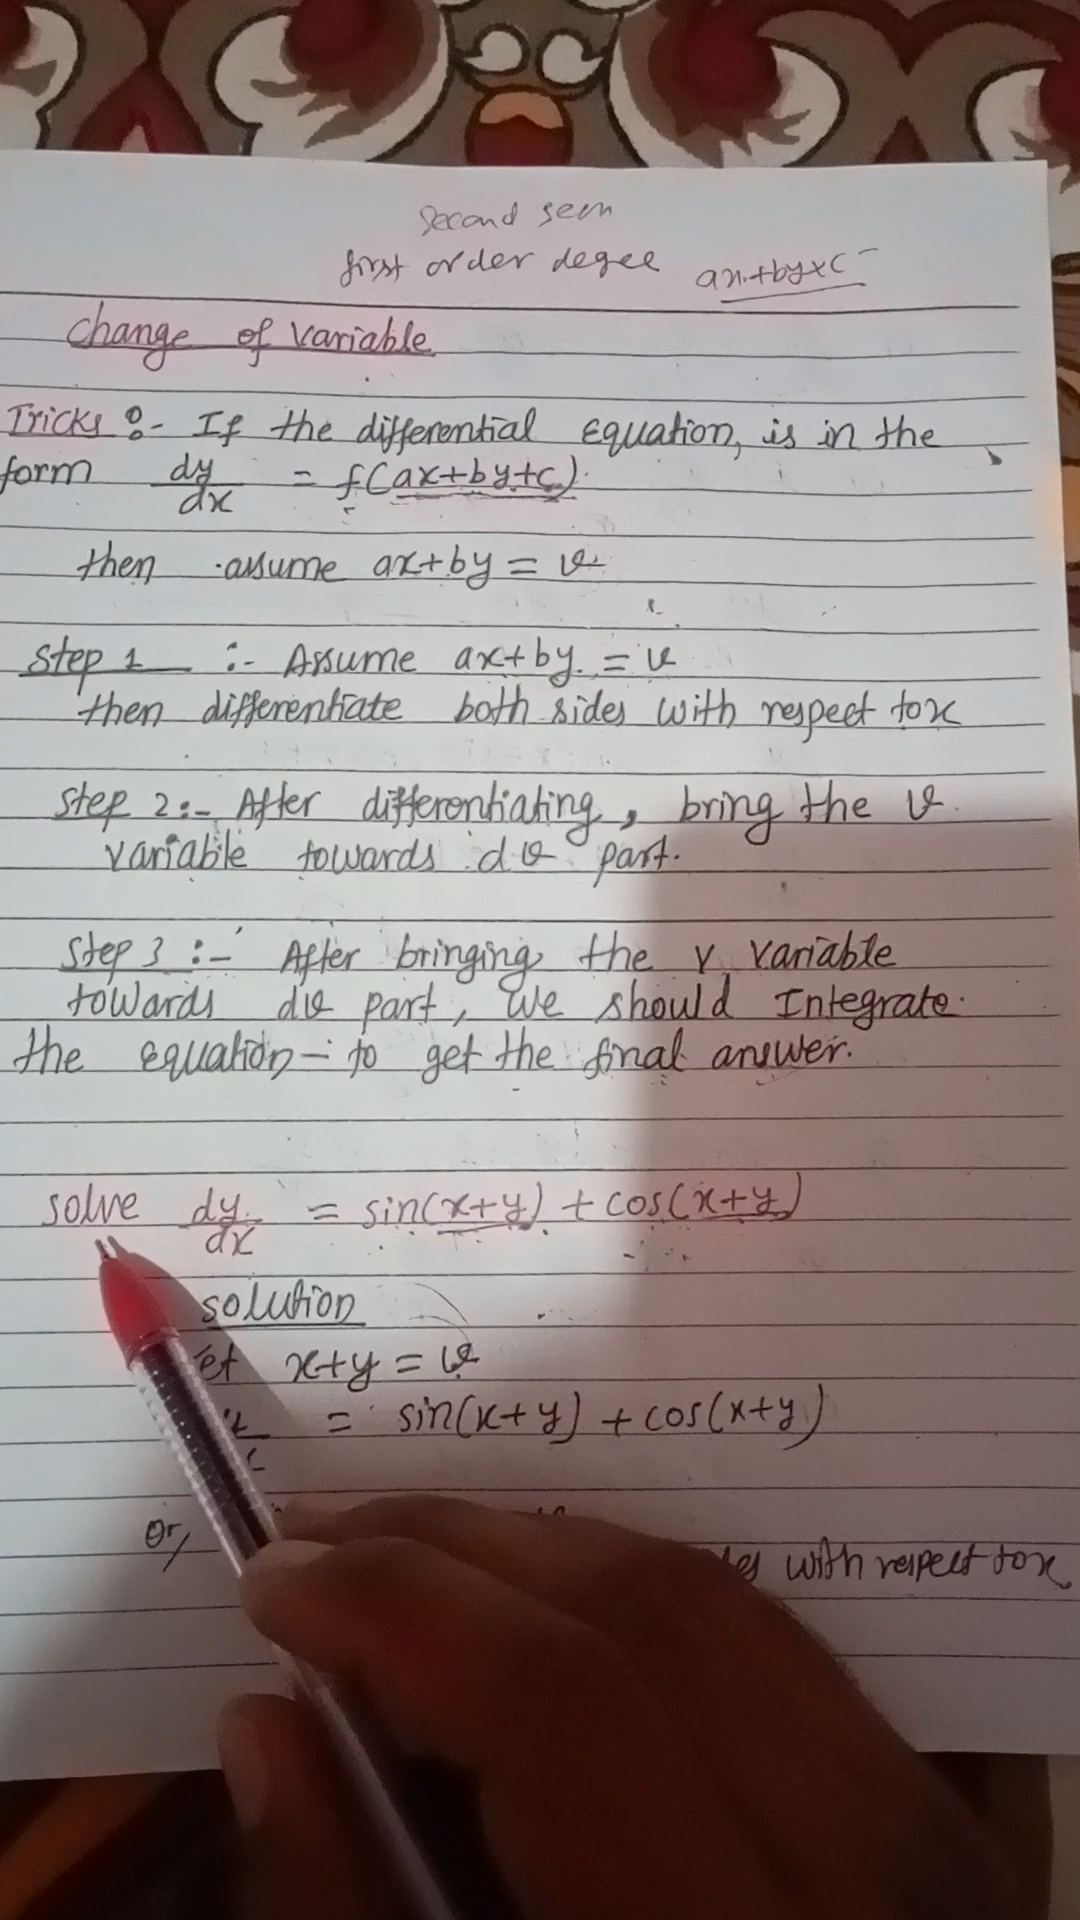 second sem
first order degee ax+by+c
Change of variable
Tricks :- If the differential equation, is in the
form dy/dx = f(ax+by+c).
then assume ax+by = v
Step 1 :- Assume ax+by = v
then differentiate both sides with respect to x
Step 2:- After differentiating, bring the v
variable towards dv part.
Step 3 :- After bringing the v variable
towards dv part, we should Integrate
the equation - to get the final answer.
solve dy/dx = sin(x+y) + cos(x+y)
solution
et x+y = v
= sin(x+y) + cos(x+y)
Or,
with respect to x